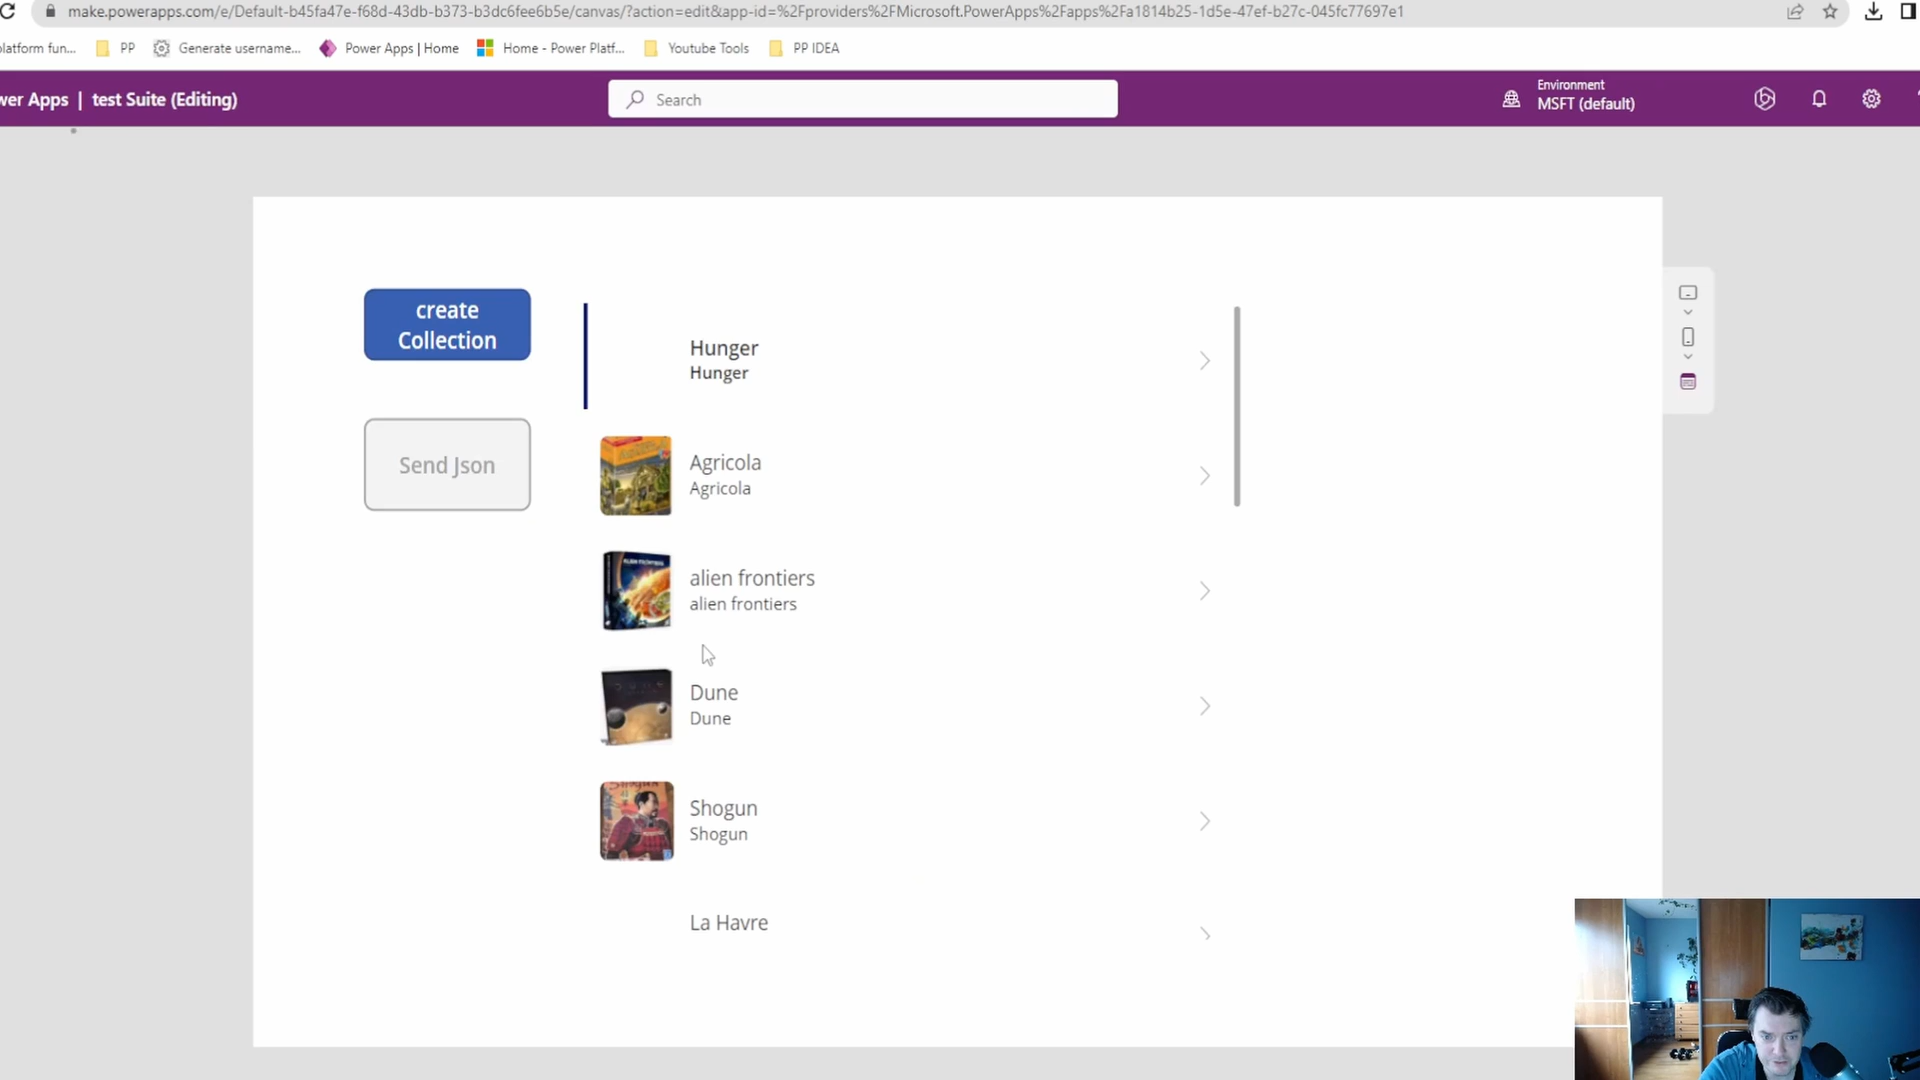 make.powerapps.com/e/Default-b45fa47e-f68d-43db-b373-b3dc6fee6b5e/canvas/?action=edit&app-id=%2Fproviders%2FMicrosoft.PowerApps%2Fapps%2Fa1814b25-1d5e-47ef-b27c-045fc77697e1
latform fun... PP Generate username... Power Apps | Home Home - Power Platf... Youtube Tools PP IDEA
wer Apps | test Suite (Editing) Search
Environment
MSFT (default)
create
Collection
Send Json
Hunger
Hunger
Agricola
Agricola
alien frontiers
alien frontiers
Dune
Dune
SHOGUN
Shogun
Shogun
La Havre